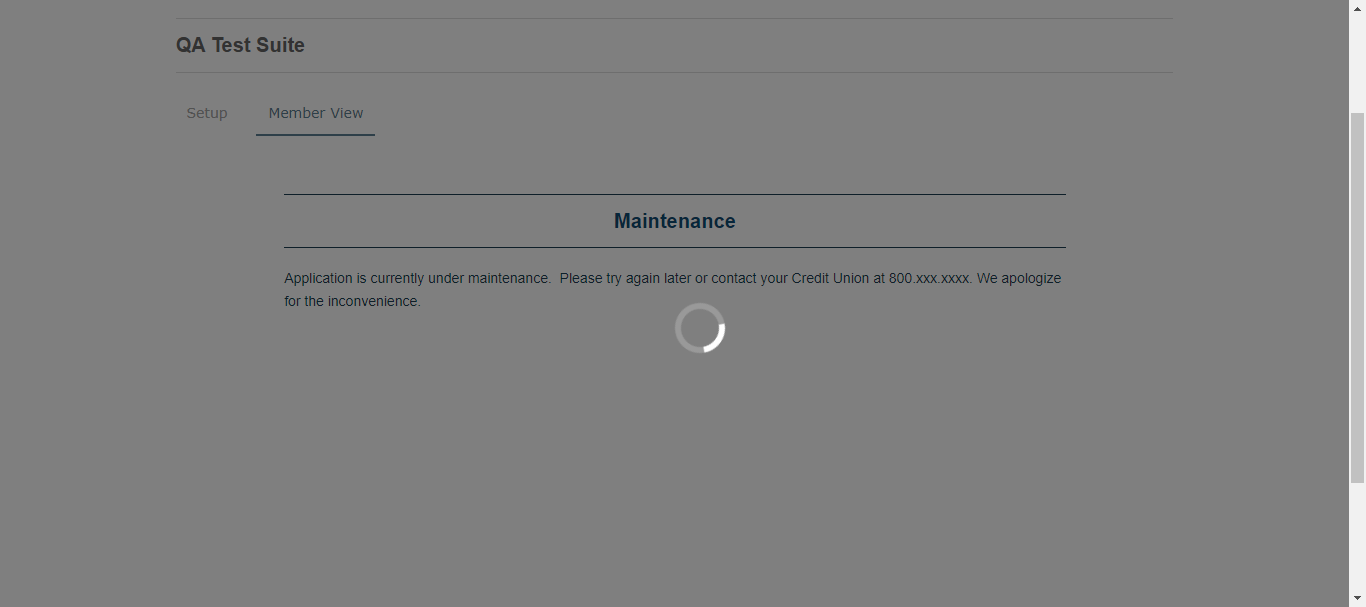 QA Test Suite
Setup Member View
Maintenance
Application is currently under maintenance.  Please try again later or contact your Credit Union at 800.xxx.xxxx. We apologize
for the inconvenience.